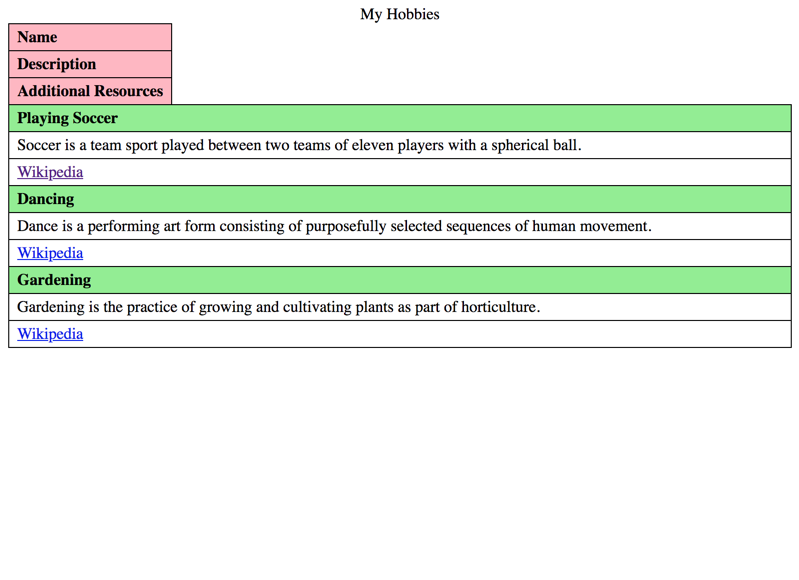 My Hobbies
Name
Description
Additional Resources
Playing Soccer
Soccer is a team sport played between two teams of eleven players with a spherical ball.
Wikipedia
Dancing
Dance is a performing art form consisting of purposefully selected sequences of human movement.
Wikipedia
Gardening
Gardening is the practice of growing and cultivating plants as part of horticulture.
Wikipedia